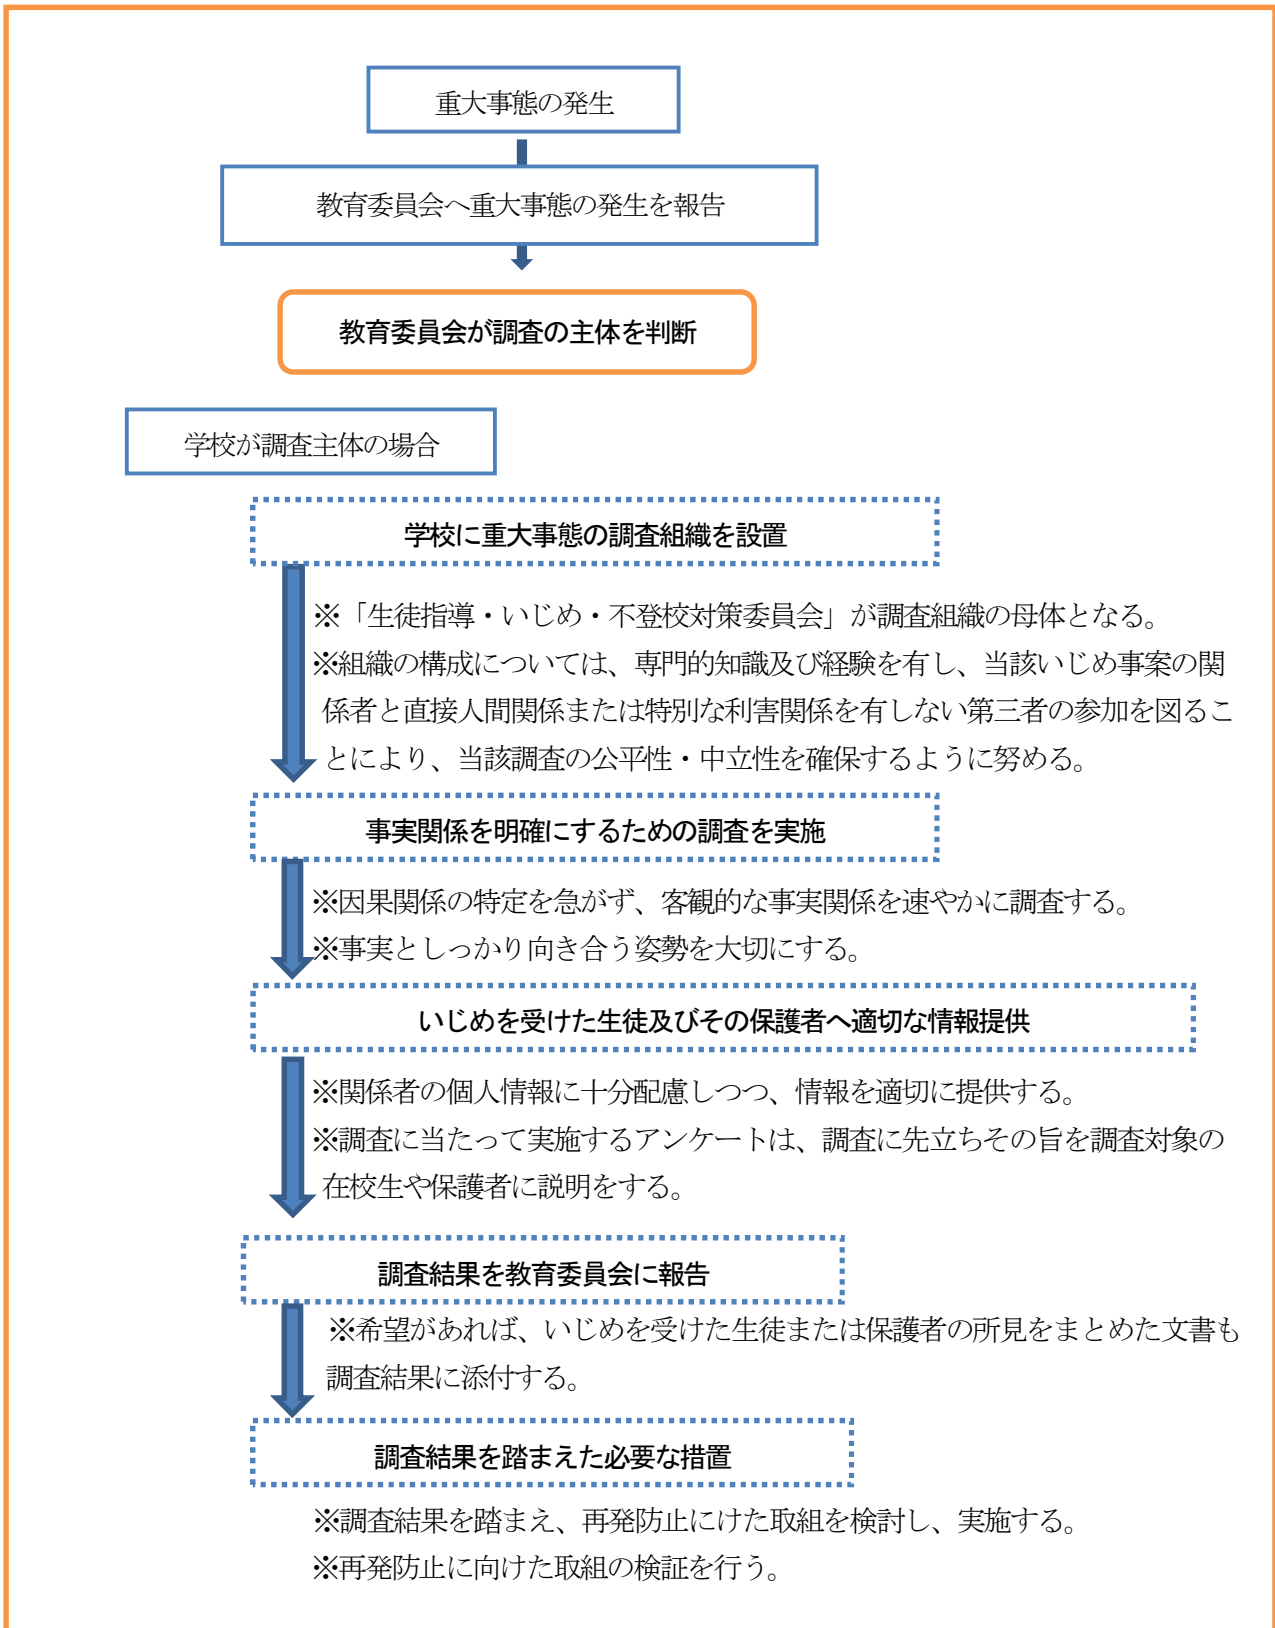 重大事態の発生
教育委員会へ重大事態の発生を報告
教育委員会が調査の主体を判断
学校が調査主体の場合
学校に重大事態の調査組織を設置
※「生徒指導・いじめ・不登校対策委員会」が調査組織の母体となる。
※組織の構成については、専門的知識及び経験を有し、当該いじめ事案の関
係者と直接人間関係または特別な利害関係を有しない第三者の参加を図るこ
とにより、当該調査の公平性・中立性を確保するように努める。
事実関係を明確にするための調査を実施
※因果関係の特定を急がず、客観的な事実関係を速やかに調査する。
※事実としっかり向き合う姿勢を大切にする。
いじめを受けた生徒及びその保護者へ適切な情報提供
※関係者の個人情報に十分配慮しつつ、情報を適切に提供する。
※調査に当たって実施するアンケートは、調査に先立ちその旨を調査対象の
在校生や保護者に説明をする。
調査結果を教育委員会に報告
※希望があれば、いじめを受けた生徒または保護者の所見をまとめた文書も
調査結果に添付する。
調査結果を踏まえた必要な措置
※調査結果を踏まえ、再発防止にけた取組を検討し、実施する。
※再発防止に向けた取組の検証を行う。